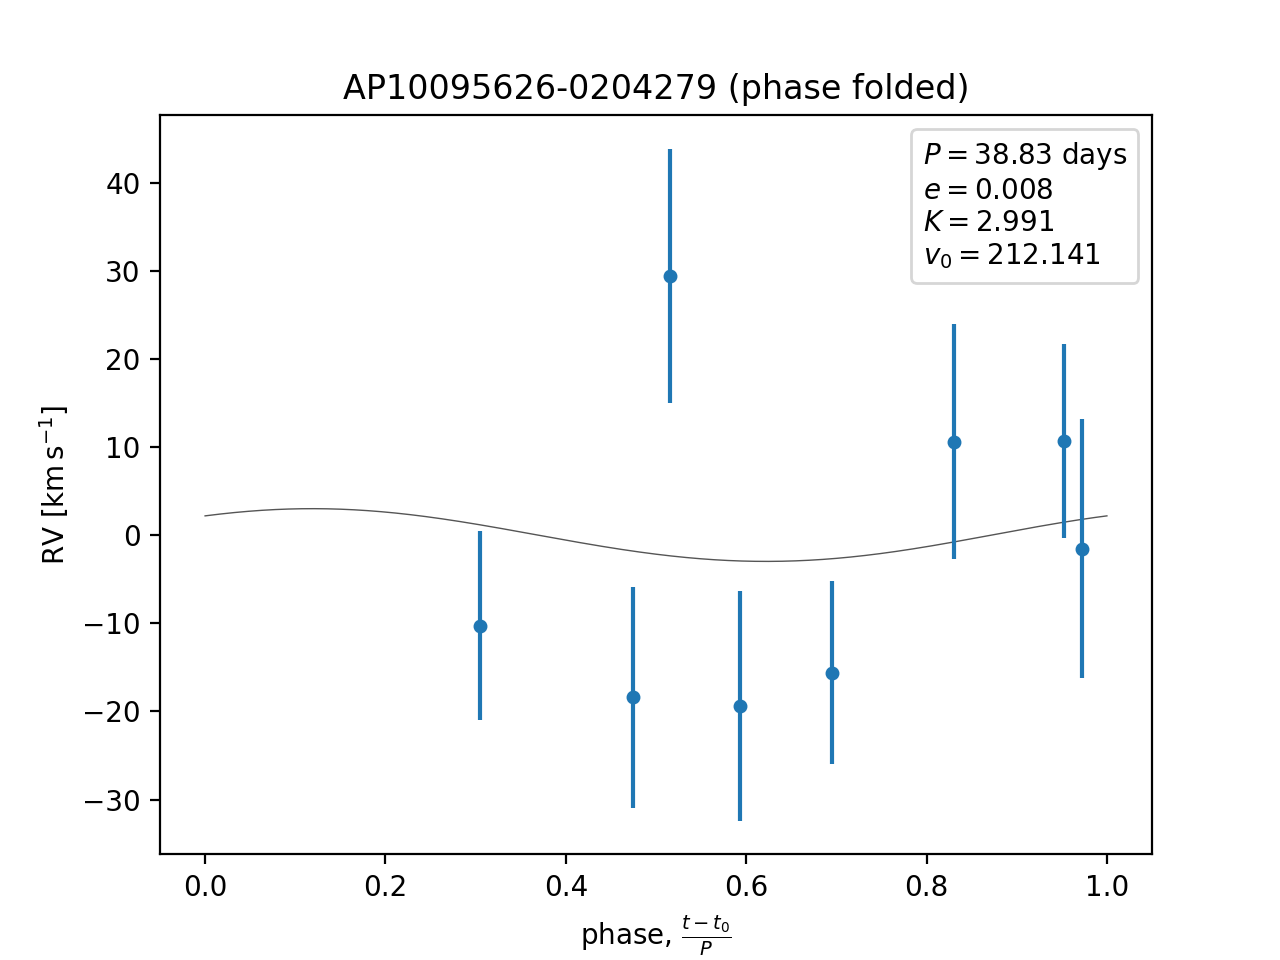 AP10095626-0204279 (phase folded)
P = 38.83 days
e = 0.008
K = 2.991
v₀ = 212.141
RV [km s⁻¹]
40
30
20
10
0
−10
−20
−30
0.0 0.2 0.4 0.6 0.8 1.0
phase, (t − t₀)/P